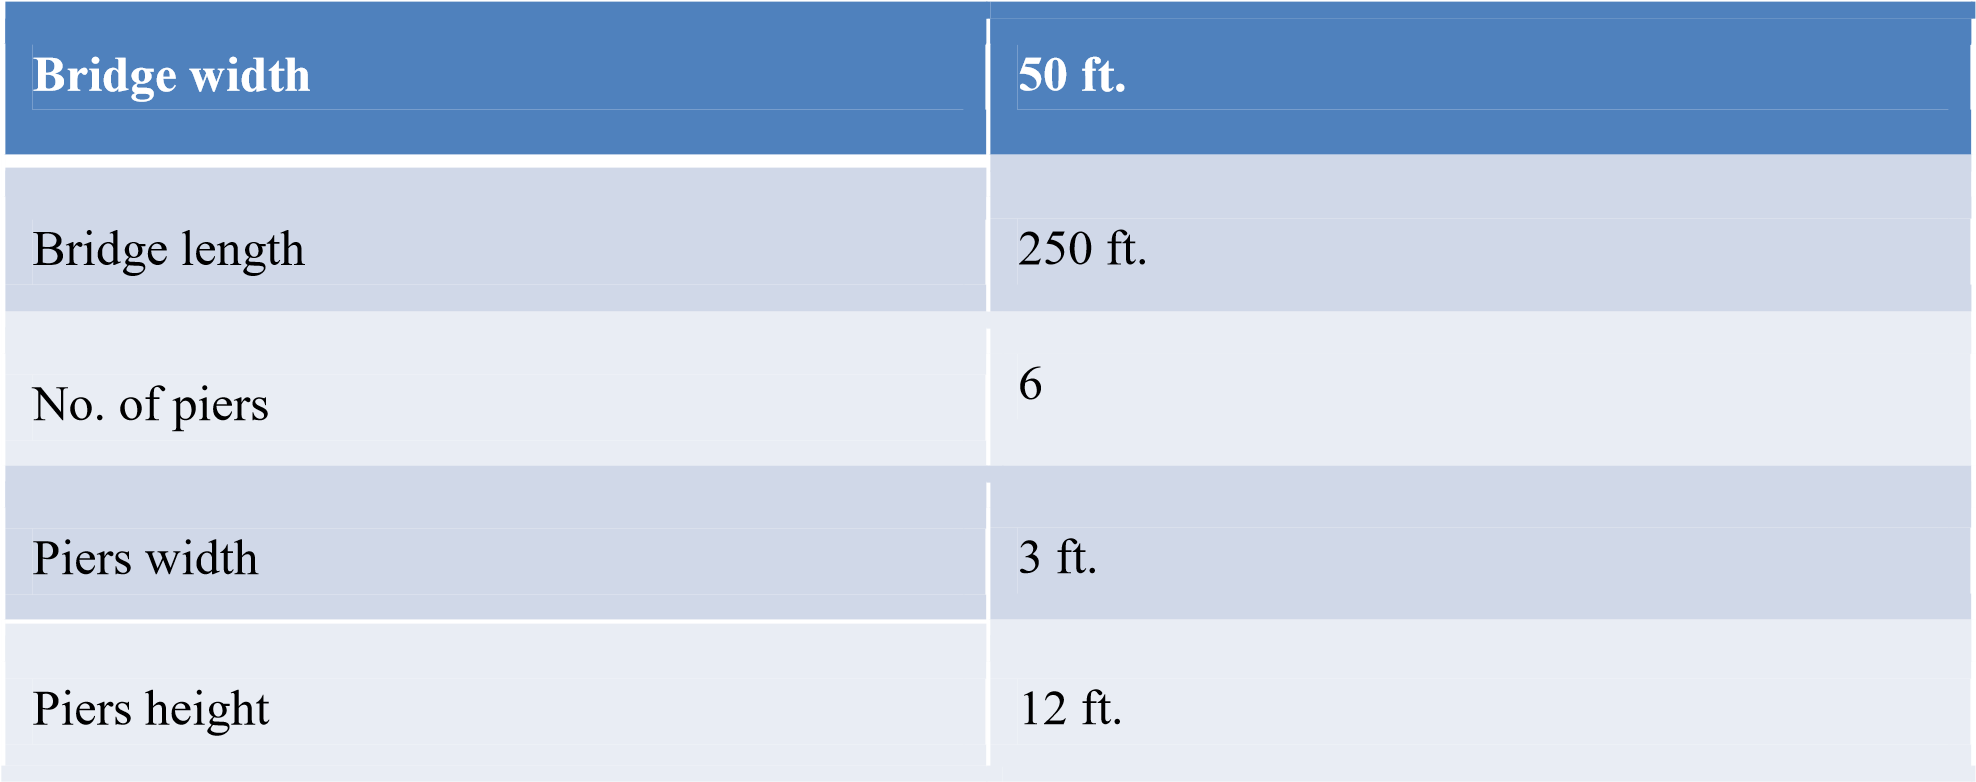 Bridge width 50 ft.
Bridge length 250 ft.
No. of piers 6
Piers width 3 ft.
Piers height 12 ft.